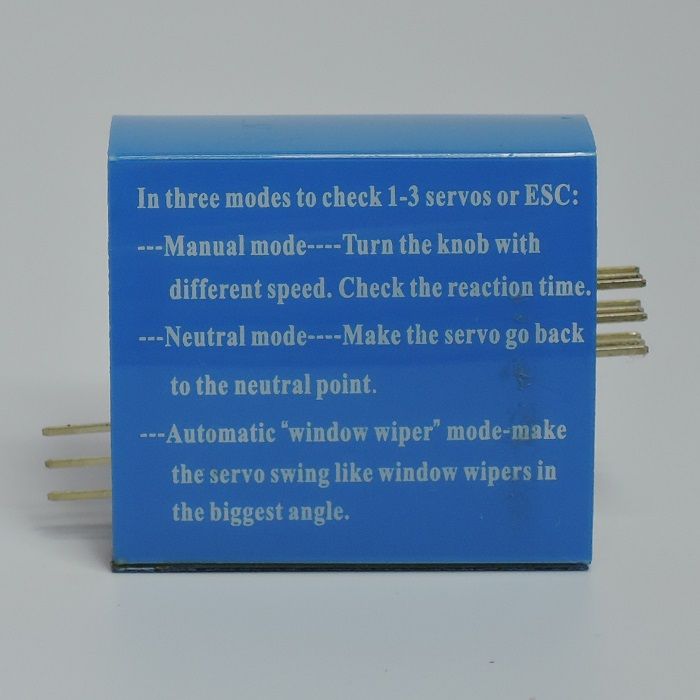 In three modes to check 1-3 servos or ESC:
---Manual mode----Turn the knob with
different speed. Check the reaction time.
---Neutral mode----Make the servo go back
to the neutral point.
---Automatic “window wiper” mode-make
the servo swing like window wipers in
the biggest angle.